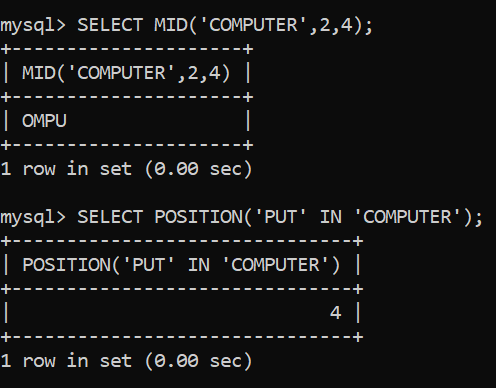 mysql> SELECT MID('COMPUTER',2,4);
+---------------------+
| MID('COMPUTER',2,4) |
+---------------------+
| OMPU                |
+---------------------+
1 row in set (0.00 sec)

mysql> SELECT POSITION('PUT' IN 'COMPUTER');
+-------------------------------+
| POSITION('PUT' IN 'COMPUTER') |
+-------------------------------+
|                             4 |
+-------------------------------+
1 row in set (0.00 sec)